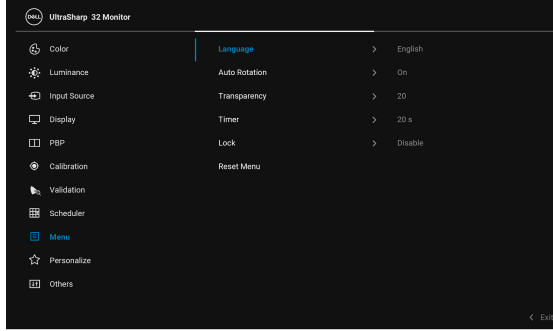 DELL UltraSharp 32 Monitor
Color Language > English
Luminance Auto Rotation > On
Input Source Transparency > 20
Display Timer > 20 s
PBP Lock > Disable
Calibration Reset Menu
Validation
Scheduler
Menu
Personalize
Others
< Exit